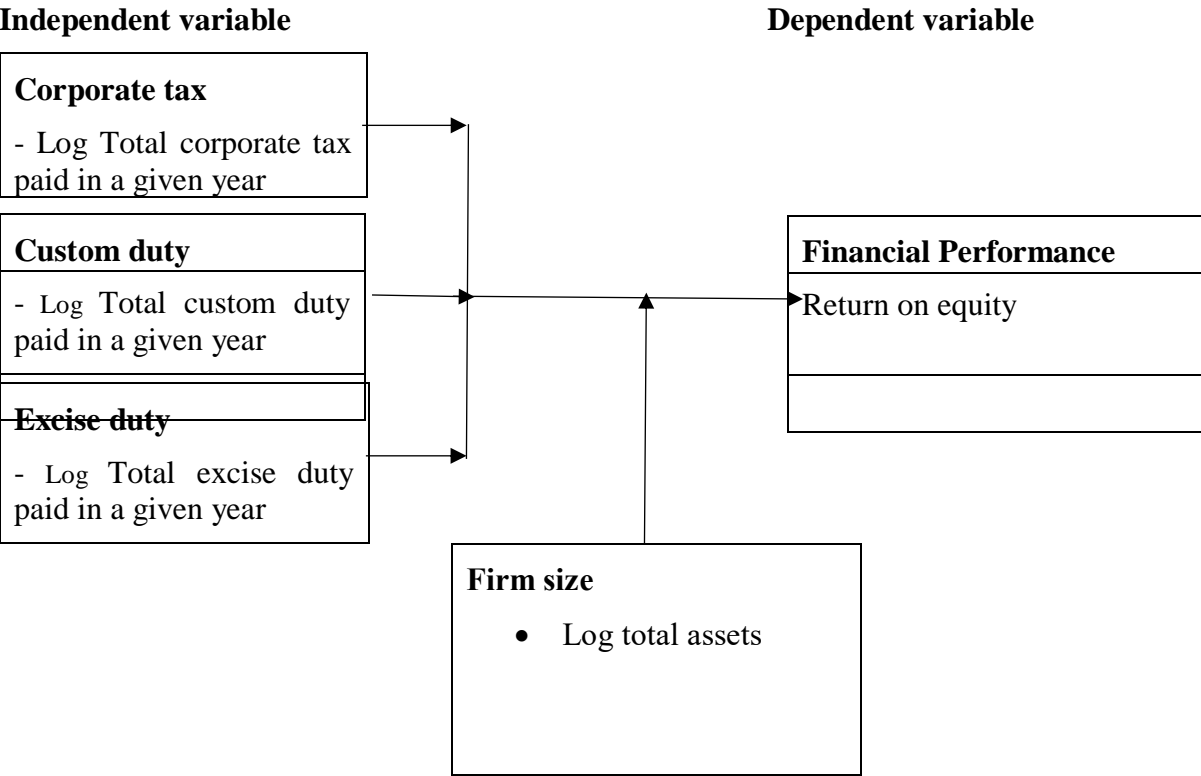 Independent variable
Dependent variable
Corporate tax
- Log Total corporate tax
paid in a given year
Custom duty
- Log Total custom duty
paid in a given year
Excise duty
- Log Total excise duty
paid in a given year
Financial Performance
Return on equity
Firm size
• Log total assets